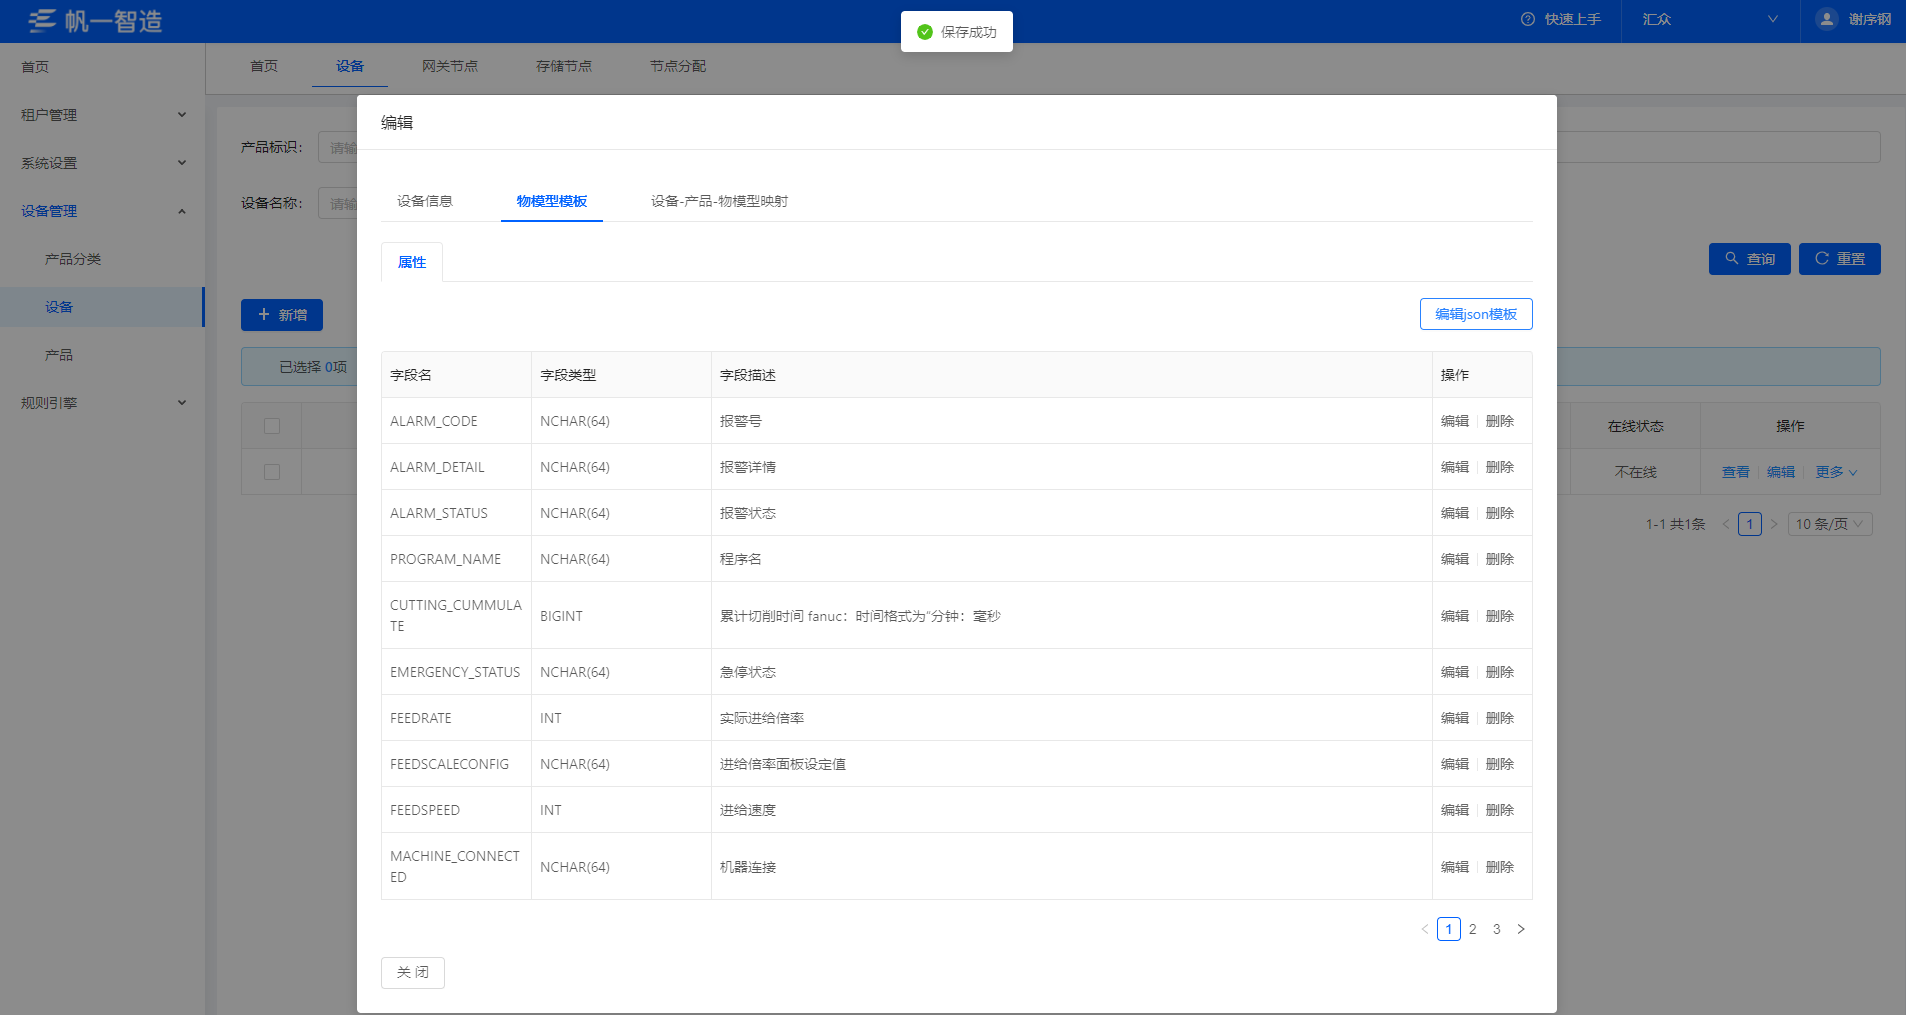 帆一智造
保存成功
快速上手
汇众
谢序钢
首页
租户管理
系统设置
设备管理
产品分类
设备
产品
规则引擎
首页
设备
网关节点
存储节点
节点分配
产品标识：
请输
设备名称：
请输
查询
重置
新增
已选择 0项
在线状态
操作
不在线
查看
编辑
更多
1-1 共1条
1
10 条/页
编辑
设备信息
物模型模板
设备-产品-物模型映射
属性
编辑json模板
字段名 字段类型 字段描述 操作
ALARM_CODE NCHAR(64) 报警号 编辑 删除
ALARM_DETAIL NCHAR(64) 报警详情 编辑 删除
ALARM_STATUS NCHAR(64) 报警状态 编辑 删除
PROGRAM_NAME NCHAR(64) 程序名 编辑 删除
CUTTING_CUMMULA
TE BIGINT 累计切削时间 fanuc：时间格式为"分钟：毫秒 编辑 删除
EMERGENCY_STATUS NCHAR(64) 急停状态 编辑 删除
FEEDRATE INT 实际进给倍率 编辑 删除
FEEDSCALECONFIG NCHAR(64) 进给倍率面板设定值 编辑 删除
FEEDSPEED INT 进给速度 编辑 删除
MACHINE_CONNECT
ED NCHAR(64) 机器连接 编辑 删除
1 2 3
关 闭